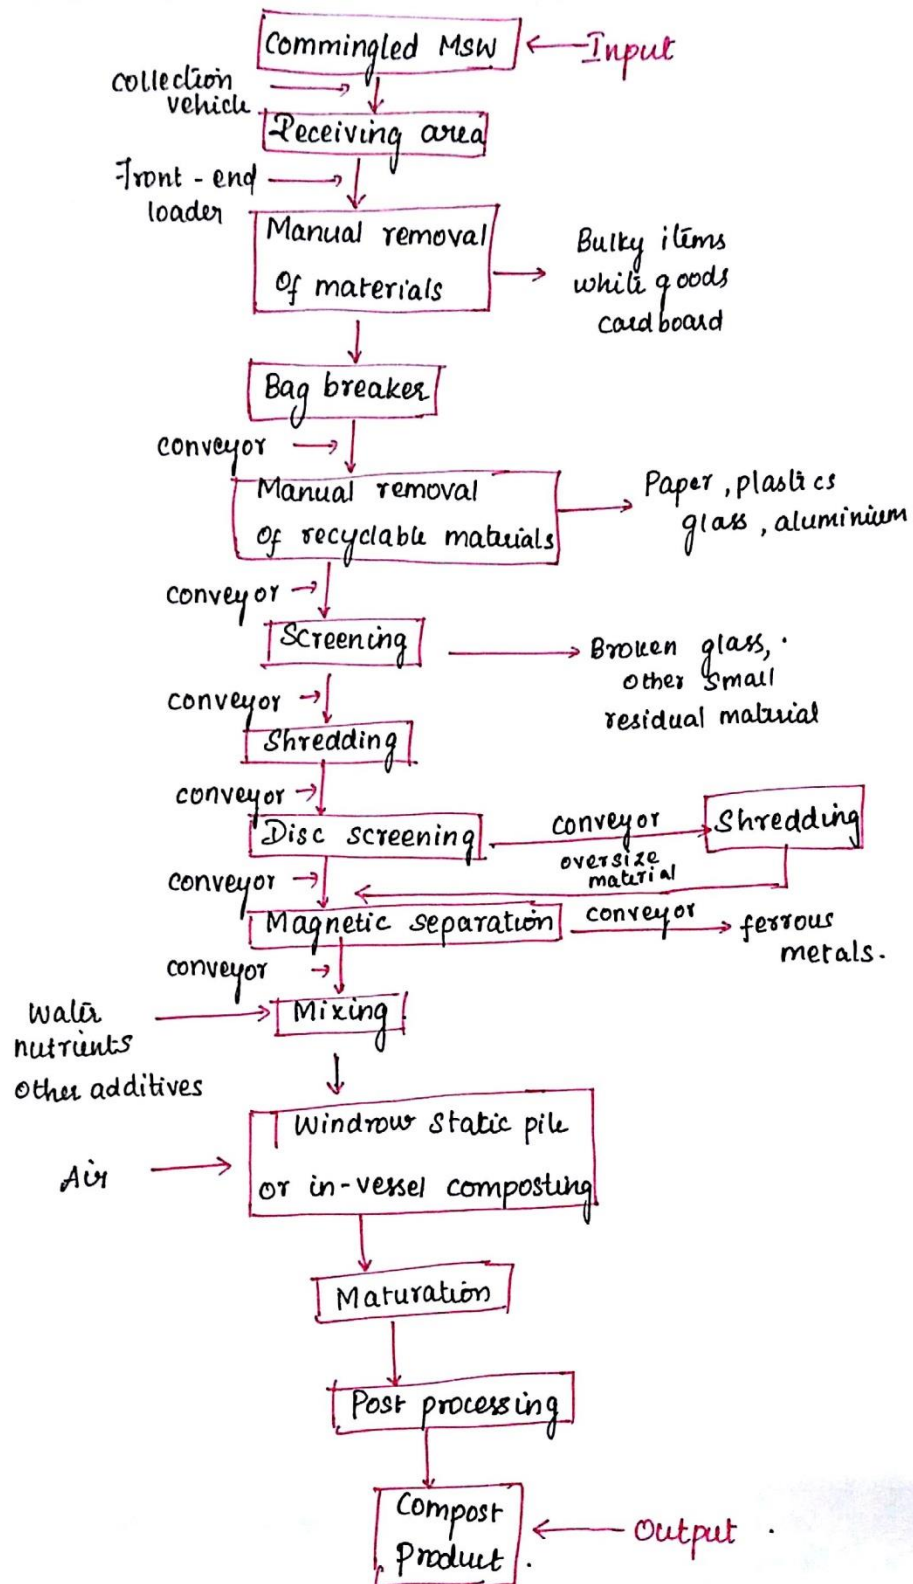 Commingled MSW
Input
collection
vehicle
Receiving area
Front-end
loader
Manual removal
Of materials
Bulky items
while goods
cardboard
Bag breaker
conveyor
Manual removal
Of recyclable materials
Paper, plastics
glass, aluminium
conveyor
Screening
Broken glass,
other small
residual material
conveyor
Shredding
conveyor
Disc screening
conveyor
oversize
material
Shredding
conveyor
Magnetic separation
conveyor
ferrous
metals.
conveyor
Mixing
Water
nutrients
other additives
Windrow static pile
or in-vessel composting
Air
Maturation
Post processing
Compost
Product.
Output